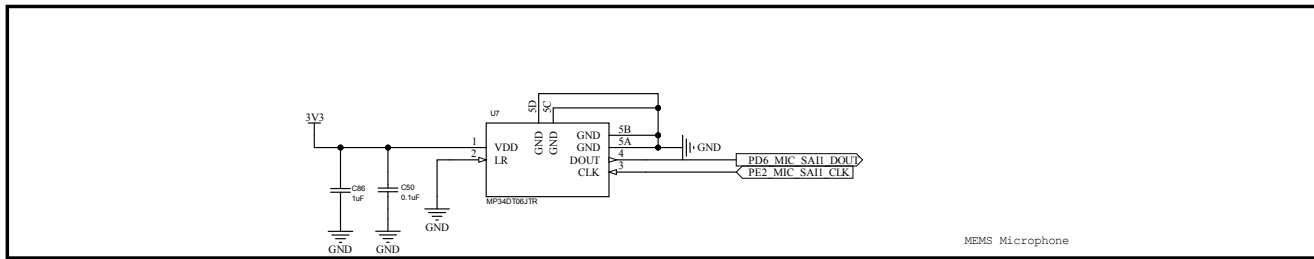 5D
5C
U7
3V3
GND
GND
5B
GND
5A
GND
GND
1
VDD
2
LR
4
DOUT
PD6_MIC_SAI1_DOUT
3
CLK
PE2_MIC_SAI1_CLK
C86
1uF
C50
0.1uF
MP34DT06JTR
GND
GND
GND
MEMS Microphone